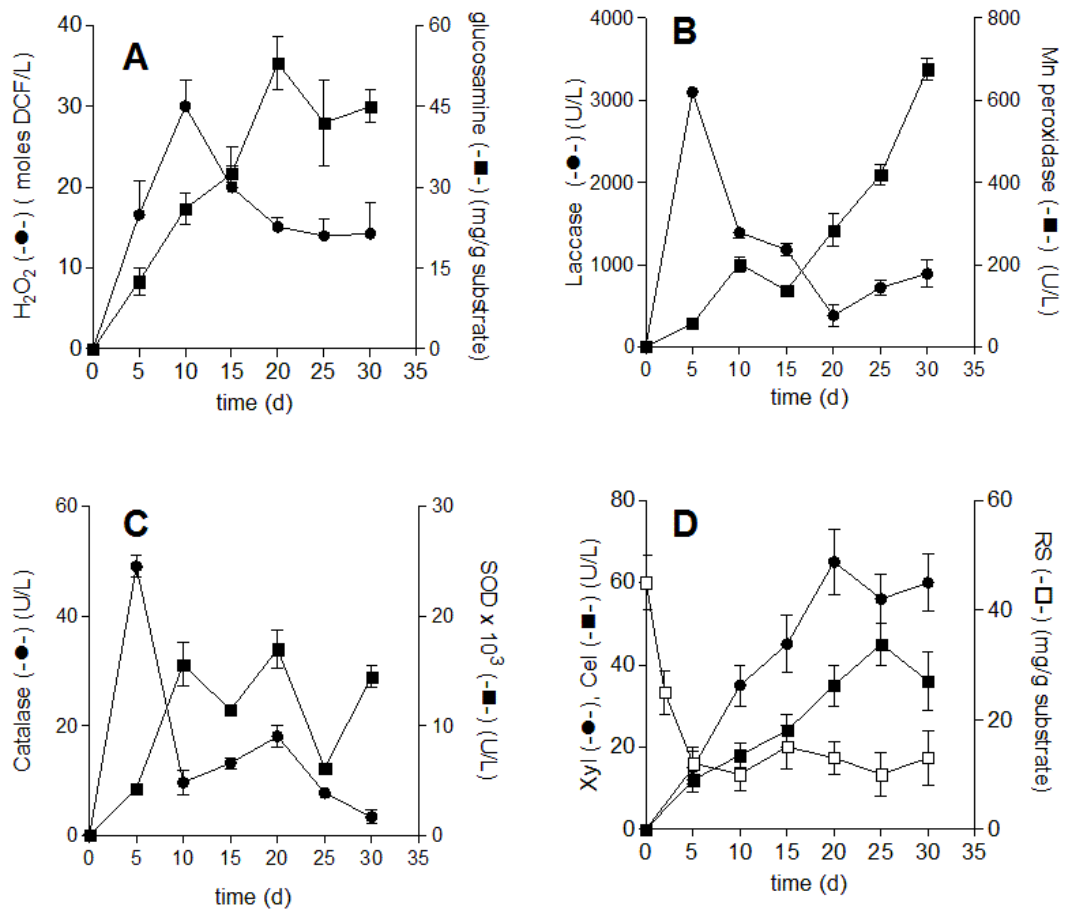 A
H₂O₂ (-●-) ( moles DCF/L)
40
30
20
10
0
60
45
30
15
0
glucosamine (-■-) (mg/g substrate)
0 5 10 15 20 25 30 35
time (d)
B
Laccase (-●-) (U/L)
4000
3000
2000
1000
0
800
600
400
200
0
Mn peroxidase (-■-) (U/L)
0 5 10 15 20 25 30 35
time (d)
C
Catalase (-●-) (U/L)
60
40
20
0
30
20
10
0
SOD x 10³ (-■-) (U/L)
0 5 10 15 20 25 30 35
time (d)
D
Xyl (-●-), Cel (-■-) (U/L)
80
60
40
20
0
60
40
20
0
RS (-□-) (mg/g substrate)
0 5 10 15 20 25 30 35
time (d)